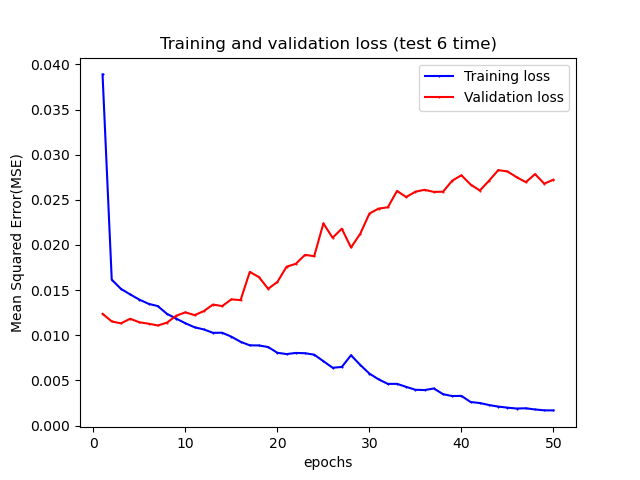 Training and validation loss (test 6 time)
Training loss
Validation loss
Mean Squared Error(MSE)
0.040
0.035
0.030
0.025
0.020
0.015
0.010
0.005
0.000
0 10 20 30 40 50
epochs